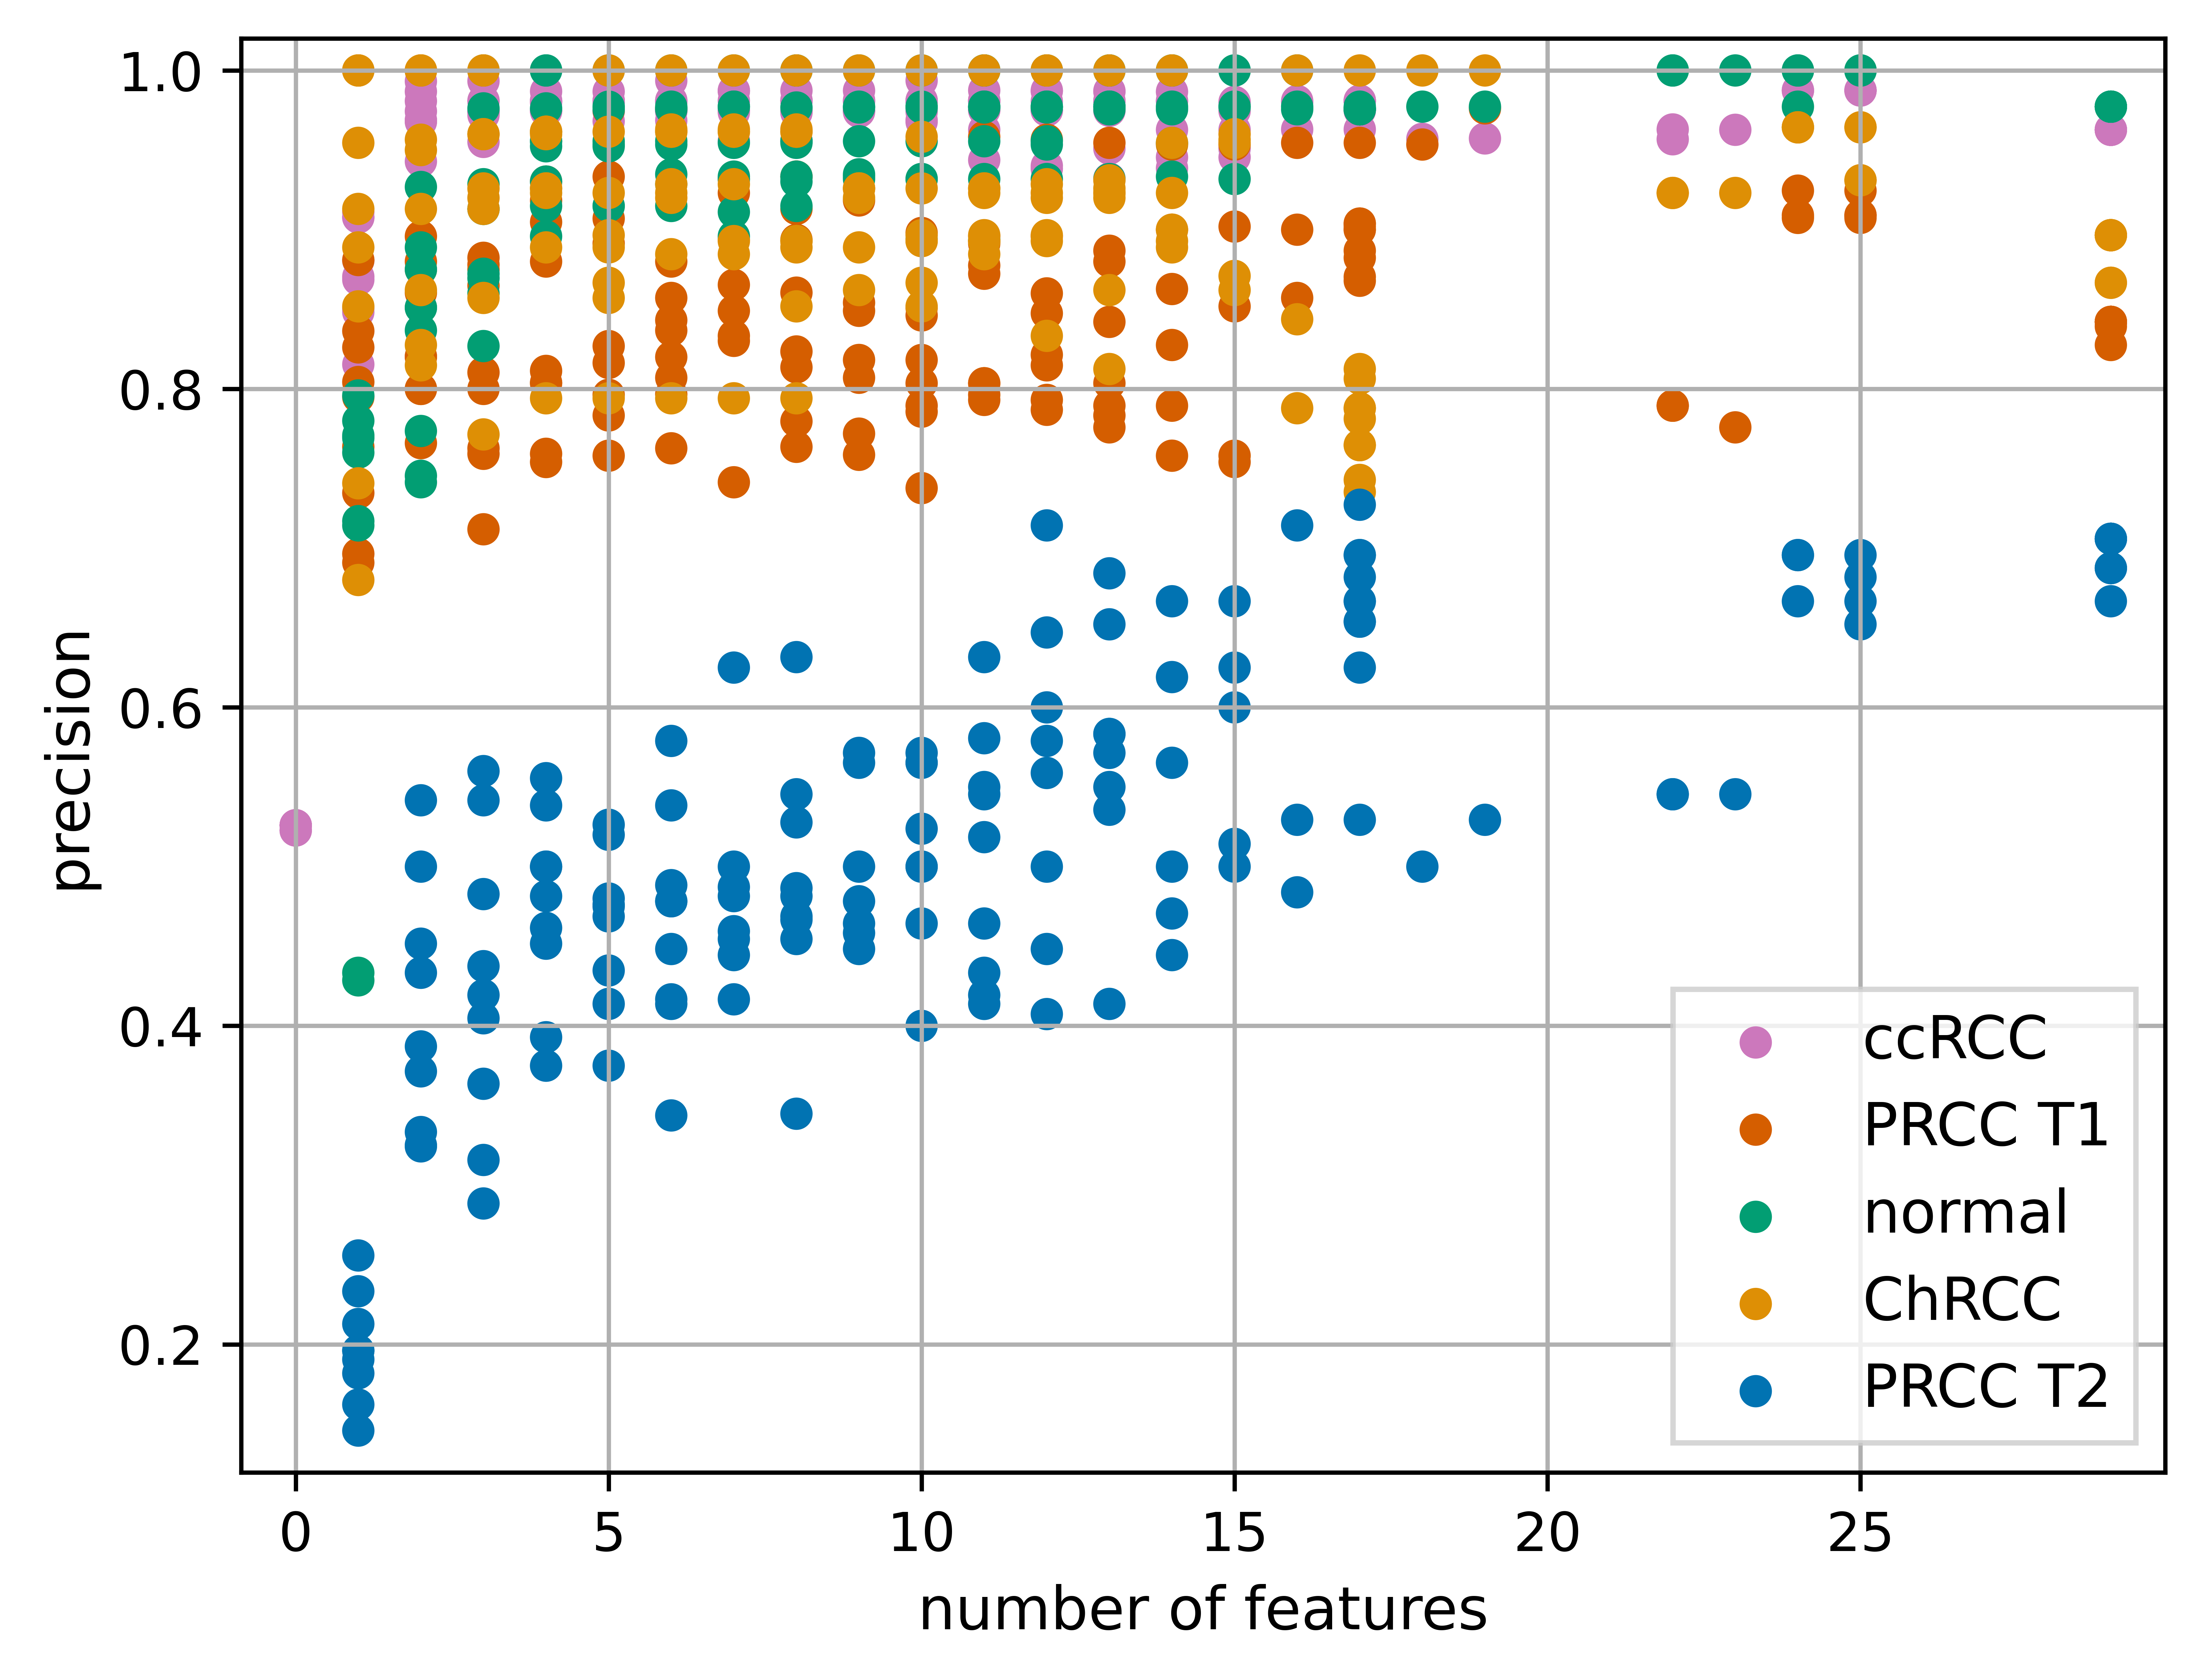 precision
1.0
0.8
0.6
0.4
0.2
0 5 10 15 20 25
number of features
ccRCC
PRCC T1
normal
ChRCC
PRCC T2